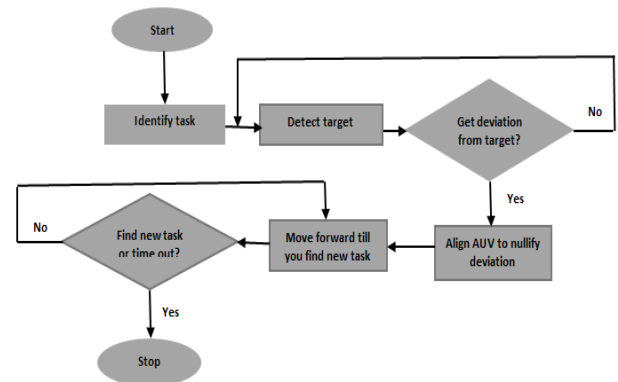 Start
Identify task
Detect target
Get deviation
from target?
No
Yes
Align AUV to nullify
deviation
Move forward till
you find new task
Find new task
or time out?
No
Yes
Stop